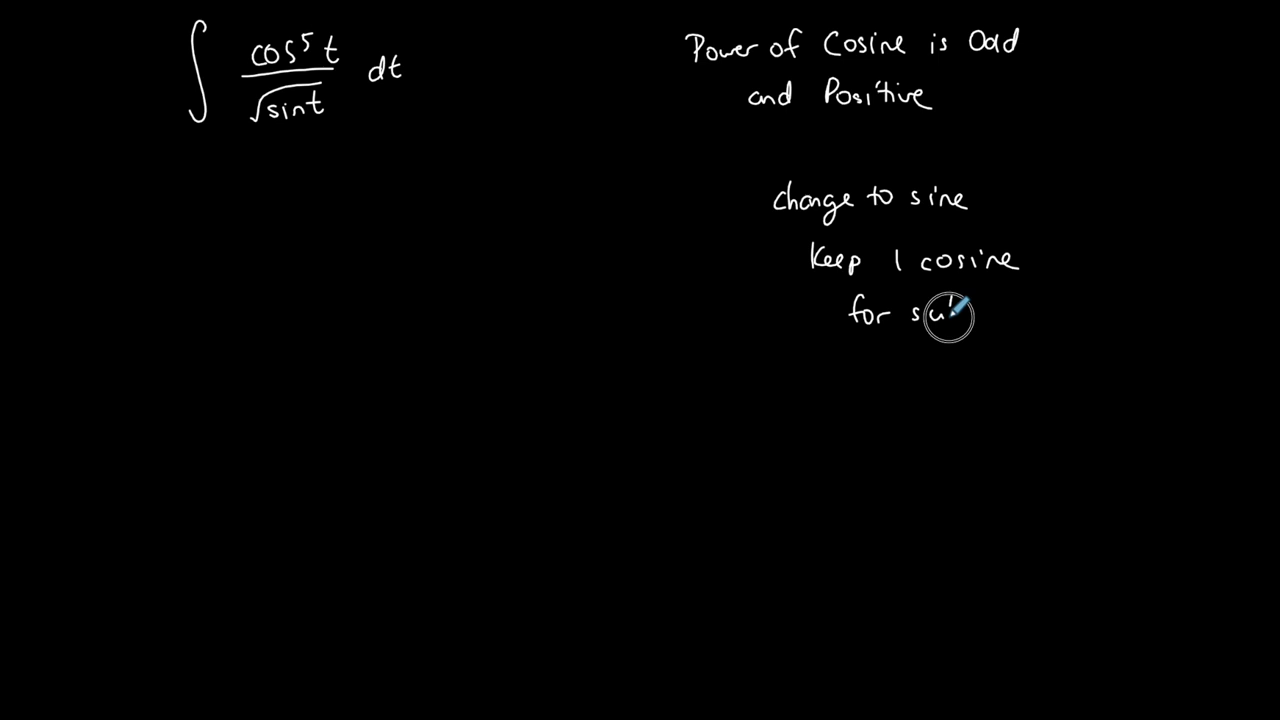 ∫ cos⁵t / √sint dt
Power of Cosine is Odd
and Positive
change to sine
Keep 1 cosine
for